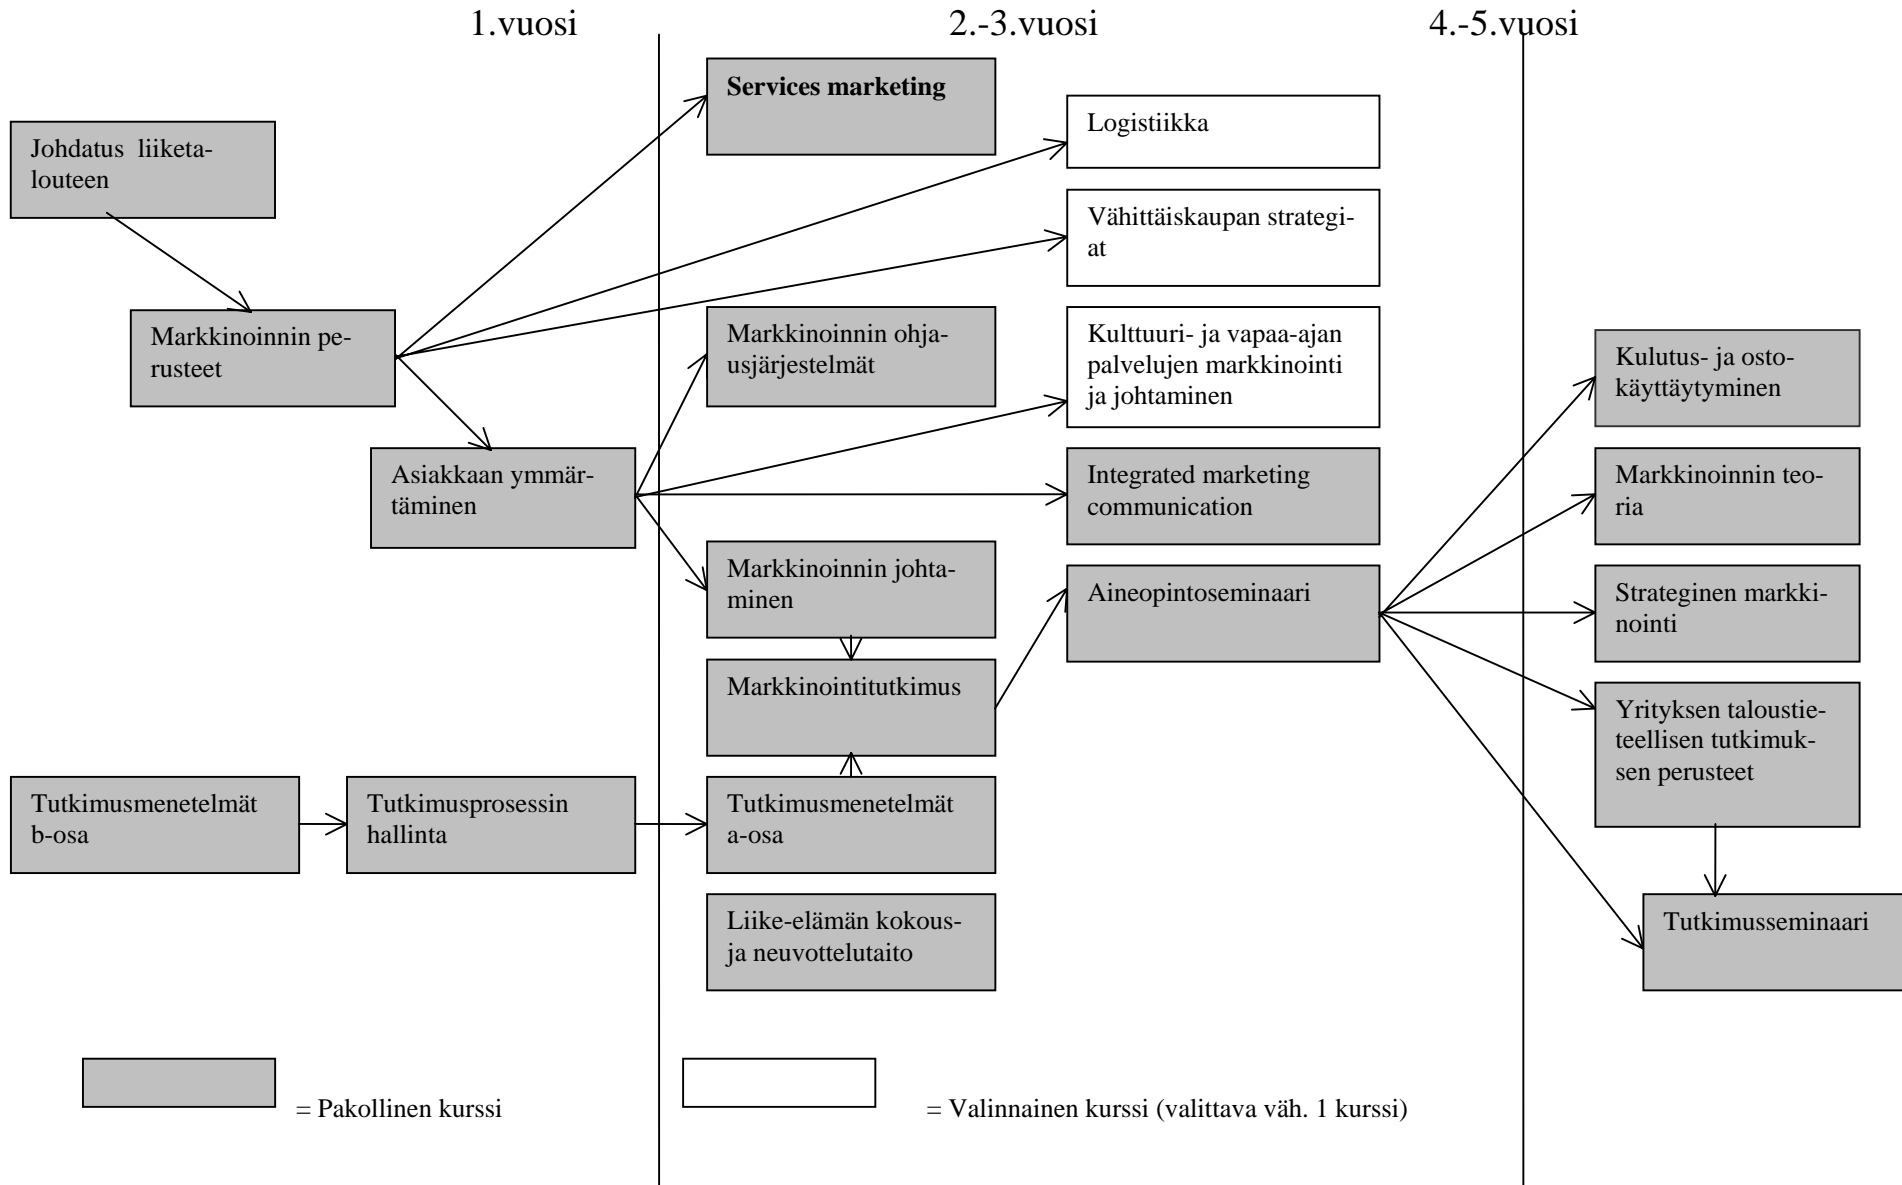 1.vuosi
2.-3.vuosi
4.-5.vuosi
Johdatus liiketa-
louteen
Markkinoinnin pe-
rusteet
Asiakkaan ymmär-
täminen
Tutkimusmenetelmät
b-osa
Tutkimusprosessin
hallinta
Services marketing
Markkinoinnin ohja-
usjärjestelmät
Markkinoinnin johta-
minen
Markkinointitutkimus
Tutkimusmenetelmät
a-osa
Liike-elämän kokous-
ja neuvottelutaito
Logistiikka
Vähittäiskaupan strategi-
at
Kulttuuri- ja vapaa-ajan
palvelujen markkinointi
ja johtaminen
Integrated marketing
communication
Aineopintoseminaari
Kulutus- ja osto-
käyttäytyminen
Markkinoinnin teo-
ria
Strateginen markki-
nointi
Yrityksen taloustie-
teellisen tutkimuk-
sen perusteet
Tutkimusseminaari
= Pakollinen kurssi
= Valinnainen kurssi (valittava väh. 1 kurssi)